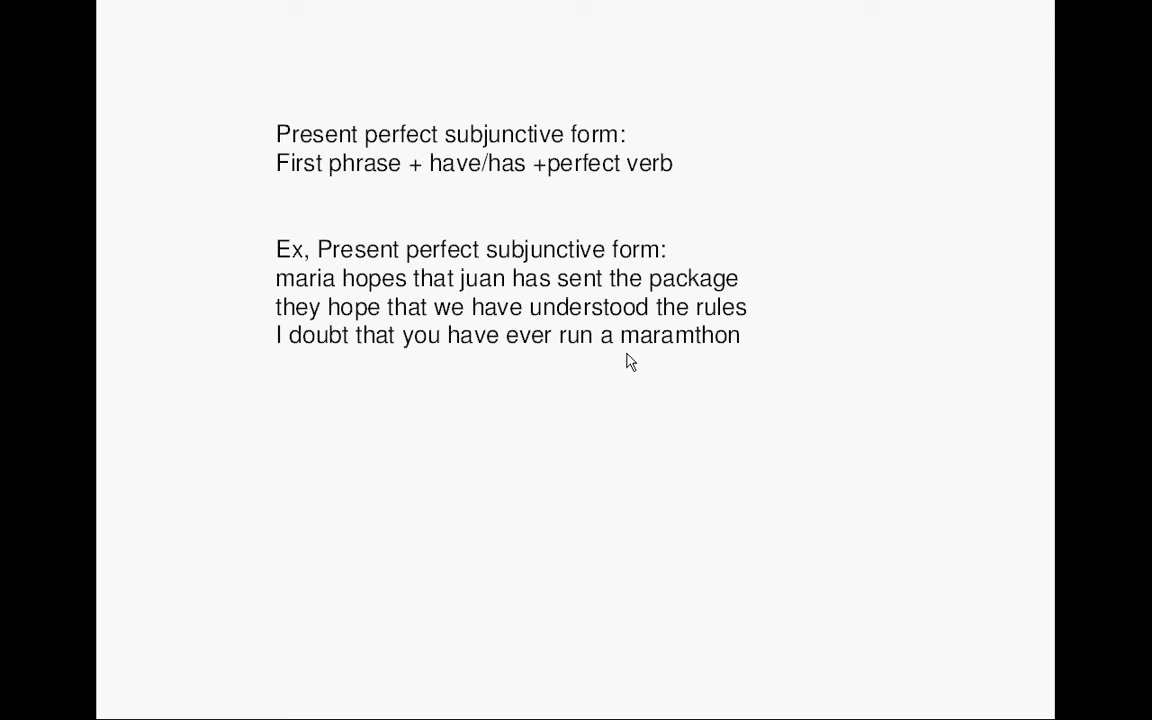 Present perfect subjunctive form:
First phrase + have/has +perfect verb
Ex, Present perfect subjunctive form:
maria hopes that juan has sent the package
they hope that we have understood the rules
I doubt that you have ever run a maramthon